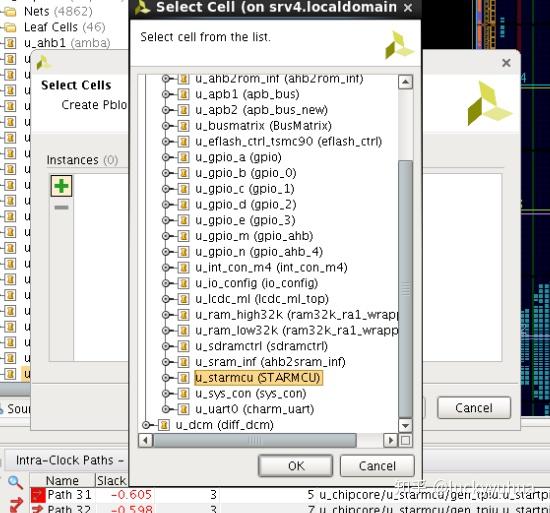 Nets (4862)
Leaf Cells (46)
u_ahb1 (amba)
Select Cell (on srv4.localdomain
Select cell from the list.
Select Cells
Create Pblo
Instances (0)
u_ahb2rom_inf (ahb2rom_inf)
u_apb1 (apb_bus)
u_apb2 (apb_bus_new)
u_busmatrix (BusMatrix)
u_eflash_ctrl_tsmc90 (eflash_ctrl)
u_gpio_a (gpio)
u_gpio_b (gpio_0)
u_gpio_c (gpio_1)
u_gpio_d (gpio_2)
u_gpio_e (gpio_3)
u_gpio_m (gpio_ahb)
u_gpio_n (gpio_ahb_4)
u_int_con_m4 (int_con_m4)
u_io_config (io_config)
u_lcdc_ml (lcdc_ml_top)
u_ram_high32k (ram32k_ra1_wrapp
u_ram_low32k (ram32k_ra1_wrapp
u_sdramctrl (sdramctrl)
u_sram_inf (ahb2sram_inf)
u_starmcu (STARMCU)
u_sys_con (sys_con)
u_uart0 (charm_uart)
u_dcm (diff_dcm)
OK
Cancel
Cancel
Sour
Intra-Clock Paths -
Name Slack
Path 31 -0.605 3 5 u_chipcore/u_starmcu/gen_tpiu.u_startp
Path 32 -0.598 3 7 u_chipcore/u_starmcu/gen_tpiu.u_startp